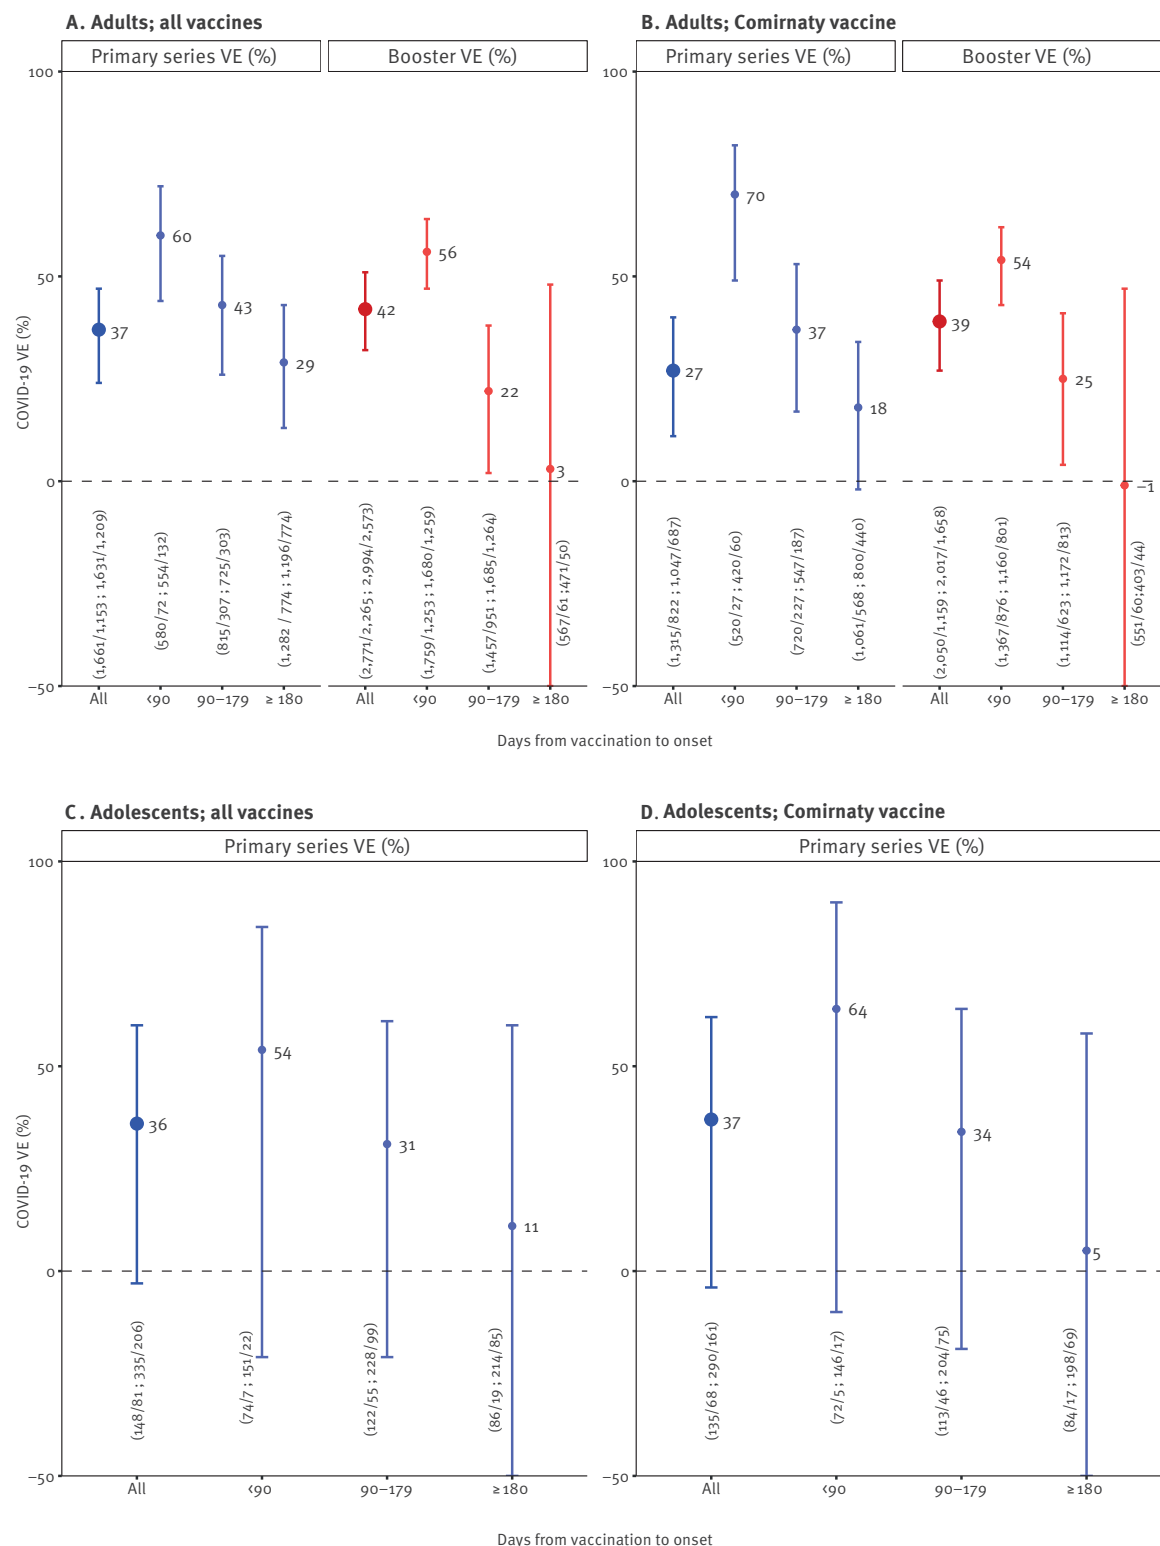 A. Adults; all vaccines
Primary series VE (%)
Booster VE (%)
COVID-19 VE (%)
100
50
0
−50
37
60
43
29
42
56
22
3
(1,661/1,153 ; 1,631/1,209)
(580/72 ; 554/132)
(815/307 ; 725/303)
(1,282 / 774 ; 1,196/774)
(2,771/2,265 ; 2,994/2,573)
(1,759/1,253 ; 1,680/1,259)
(1,457/951 ; 1,685/1,264)
(567/61 ;471/50)
All
<90
90–179
≥ 180
All
<90
90–179
≥ 180
B. Adults; Comirnaty vaccine
Primary series VE (%)
Booster VE (%)
100
50
0
−50
70
27
37
18
39
54
25
−1
(1,315/822 ; 1,047/687)
(520/27 ; 420/60)
(720/227 ; 547/187)
(1,061/568 ; 800/440)
(2,050/1,159 ; 2,017/1,658)
(1,367/876 ; 1,160/801)
(1,114/623 ; 1,172/813)
(551/60;403/44)
All
<90
90–179
≥ 180
All
<90
90–179
≥ 180
Days from vaccination to onset
C. Adolescents; all vaccines
Primary series VE (%)
COVID-19 VE (%)
100
50
0
−50
36
54
31
11
(148/81 ; 335/206)
(74/7 ; 151/22)
(122/55 ; 228/99)
(86/19 ; 214/85)
All
<90
90–179
≥180
D. Adolescents; Comirnaty vaccine
Primary series VE (%)
100
50
0
−50
37
64
34
5
(135/68 ; 290/161)
(72/5 ; 146/17)
(113/46 ; 204/75)
(84/17 ; 198/69)
All
<90
90–179
≥180
Days from vaccination to onset